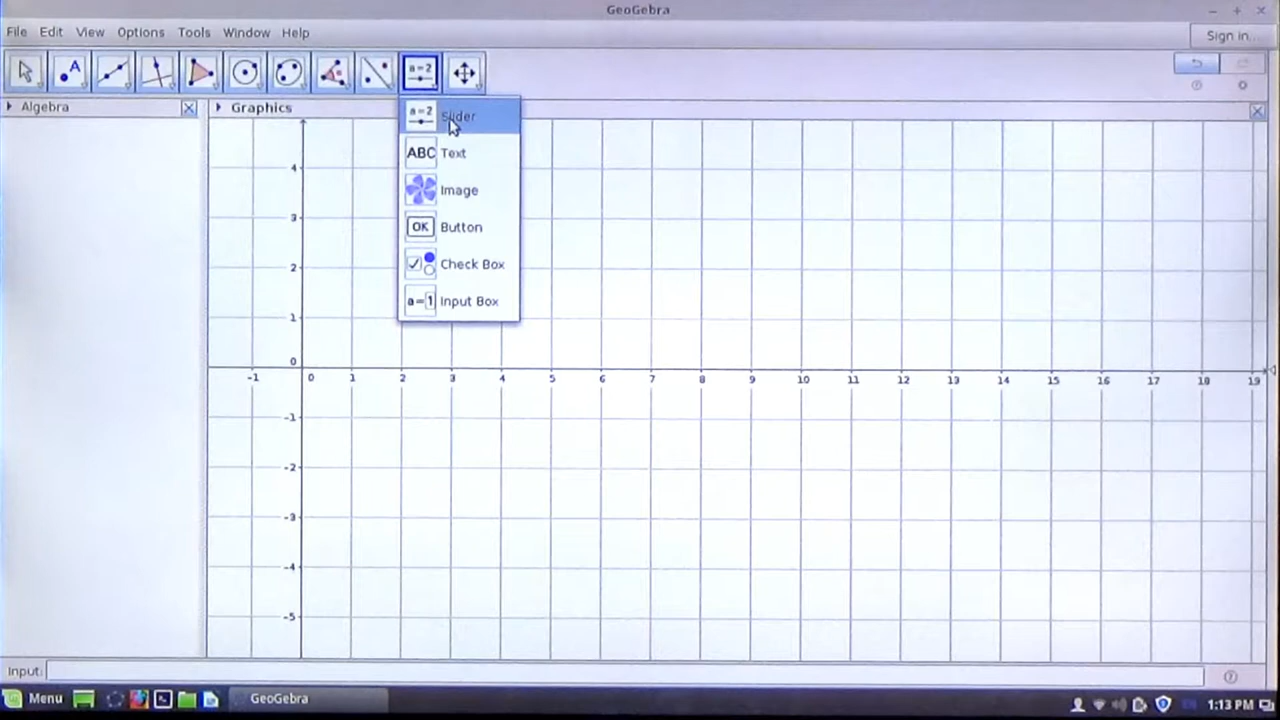 GeoGebra
File Edit View Options Tools Window Help
Sign in...
A
a=2
Algebra
Graphics
a=2 Slider
ABC Text
Image
OK Button
Check Box
a=1 Input Box
4
3
2
1
0
-1 0 1 2 3 4 5 6 7 8 9 10 11 12 13 14 15 16 17 18 19
-1
-2
-3
-4
-5
Input:
Menu GeoGebra 1:13 PM